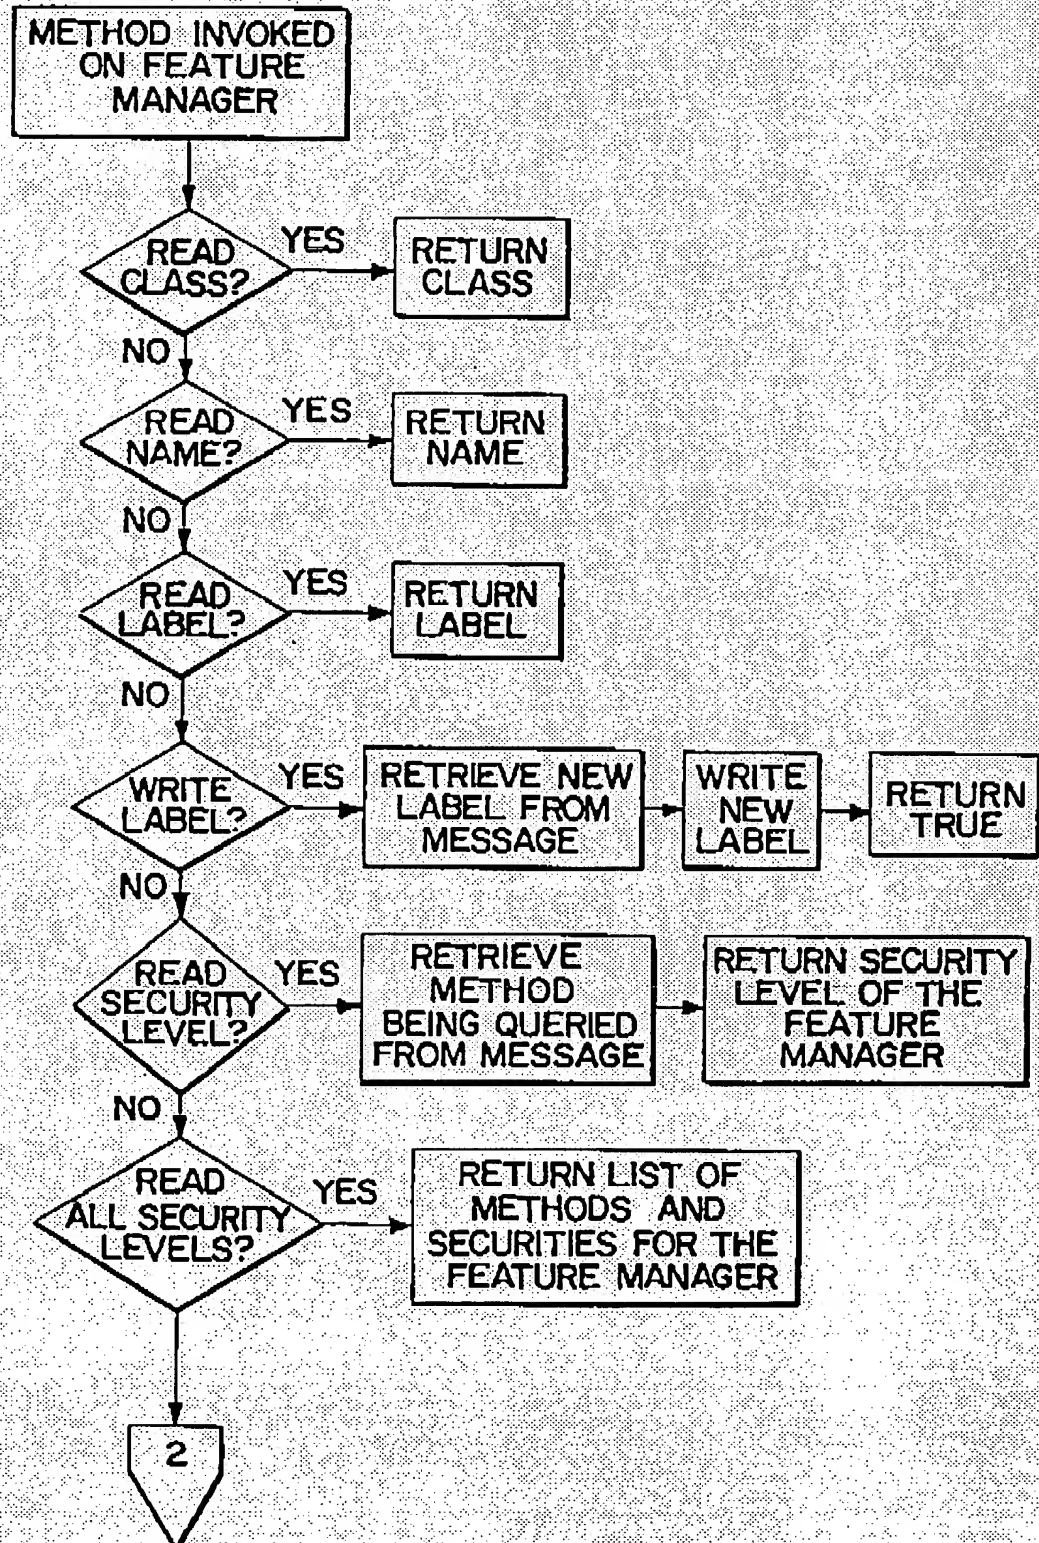 METHOD INVOKED
ON FEATURE
MANAGER
READ
CLASS?
YES
RETURN
CLASS
NO
READ
NAME?
YES
RETURN
NAME
NO
READ
LABEL?
YES
RETURN
LABEL
NO
WRITE
LABEL?
YES
RETRIEVE NEW
LABEL FROM
MESSAGE
WRITE
NEW
LABEL
RETURN
TRUE
NO
READ
SECURITY
LEVEL?
YES
RETRIEVE
METHOD
BEING QUERIED
FROM MESSAGE
RETURN SECURITY
LEVEL OF THE
FEATURE
MANAGER
NO
READ
ALL SECURITY
LEVELS?
YES
RETURN LIST OF
METHODS AND
SECURITIES FOR THE
FEATURE MANAGER
2